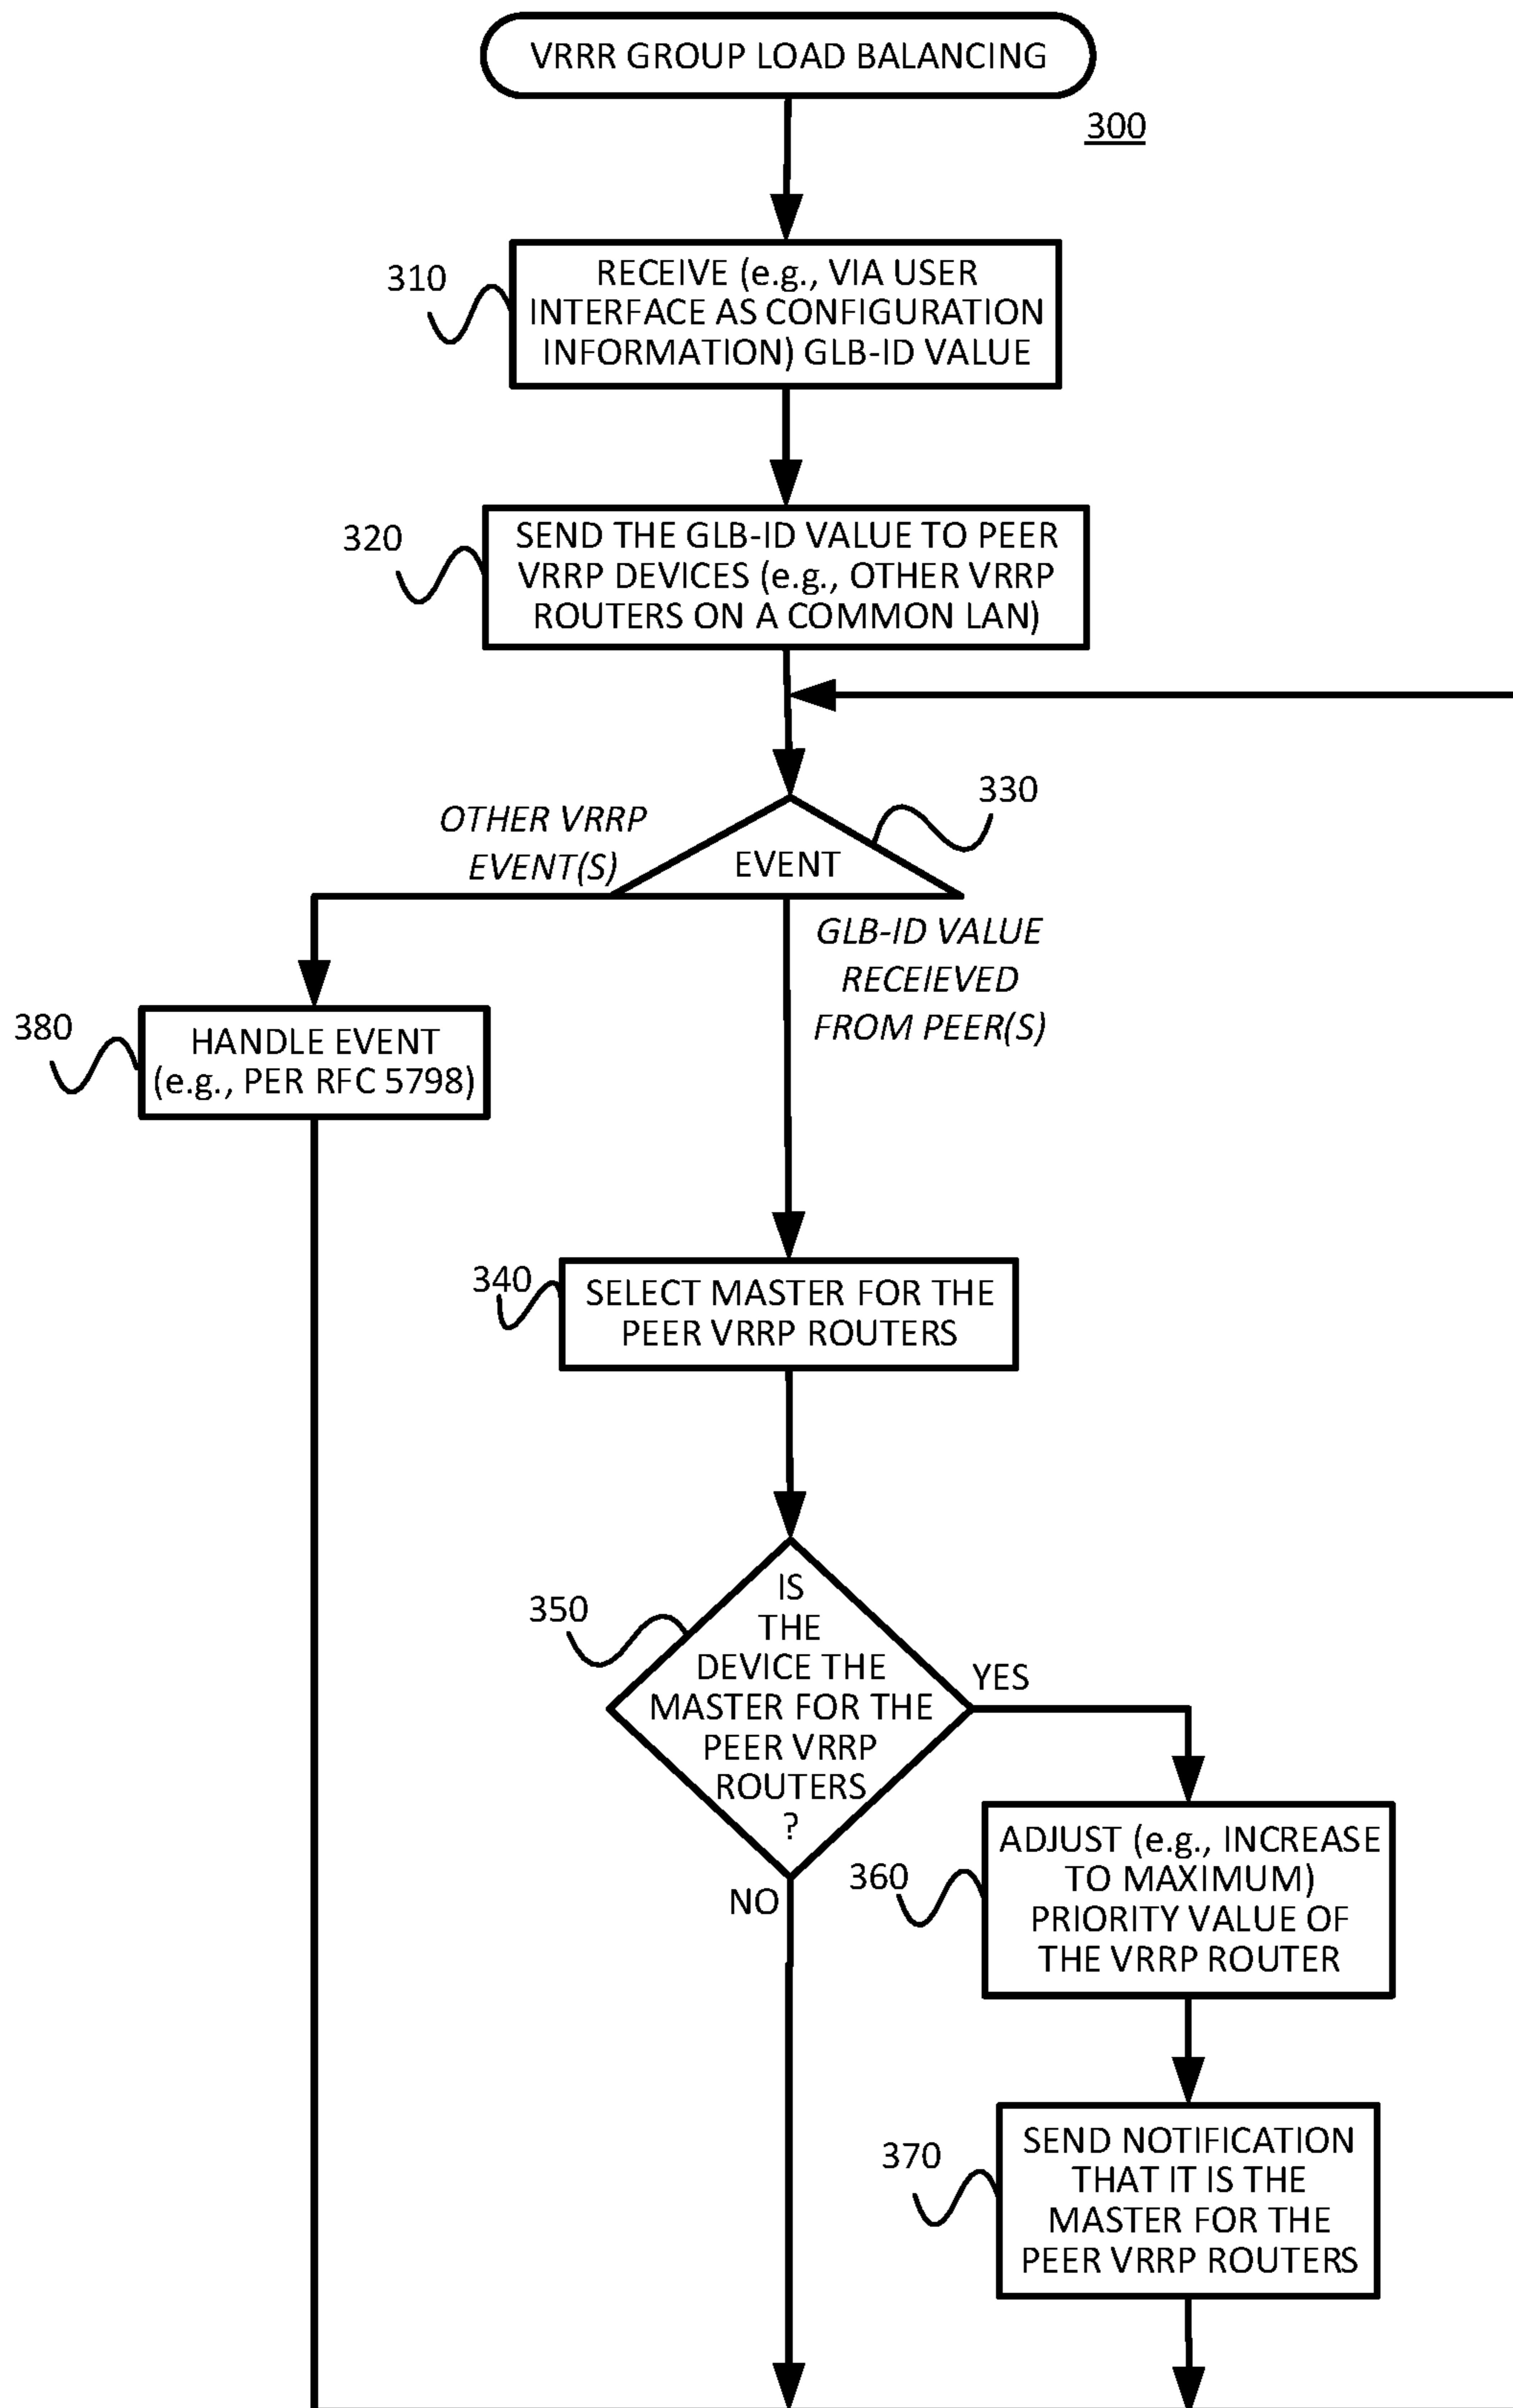 VRRR GROUP LOAD BALANCING
300
310
RECEIVE (e.g., VIA USER
INTERFACE AS CONFIGURATION
INFORMATION) GLB-ID VALUE
320
SEND THE GLB-ID VALUE TO PEER
VRRP DEVICES (e.g., OTHER VRRP
ROUTERS ON A COMMON LAN)
330
OTHER VRRP
EVENT(S)
EVENT
GLB-ID VALUE
RECEIEVED
FROM PEER(S)
380
HANDLE EVENT
(e.g., PER RFC 5798)
340
SELECT MASTER FOR THE
PEER VRRP ROUTERS
350
IS
THE
DEVICE THE
MASTER FOR THE
PEER VRRP
ROUTERS
?
YES
NO
360
ADJUST (e.g., INCREASE
TO MAXIMUM)
PRIORITY VALUE OF
THE VRRP ROUTER
370
SEND NOTIFICATION
THAT IT IS THE
MASTER FOR THE
PEER VRRP ROUTERS